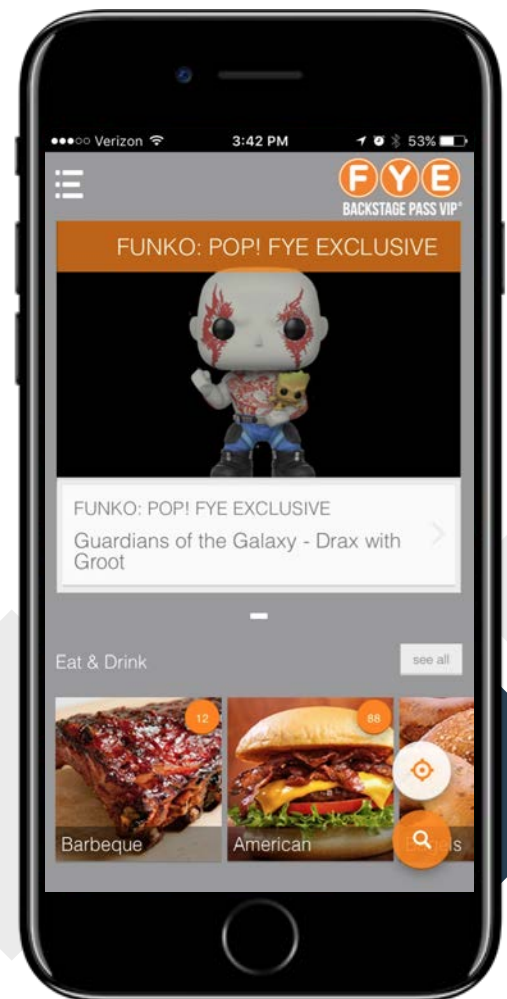 ●●●○○ Verizon 3:42 PM 53%
FYE
BACKSTAGE PASS VIP®
FUNKO: POP! FYE EXCLUSIVE
FUNKO: POP! FYE EXCLUSIVE
Guardians of the Galaxy - Drax with
Groot
Eat & Drink see all
12 88
Barbeque American Bagels